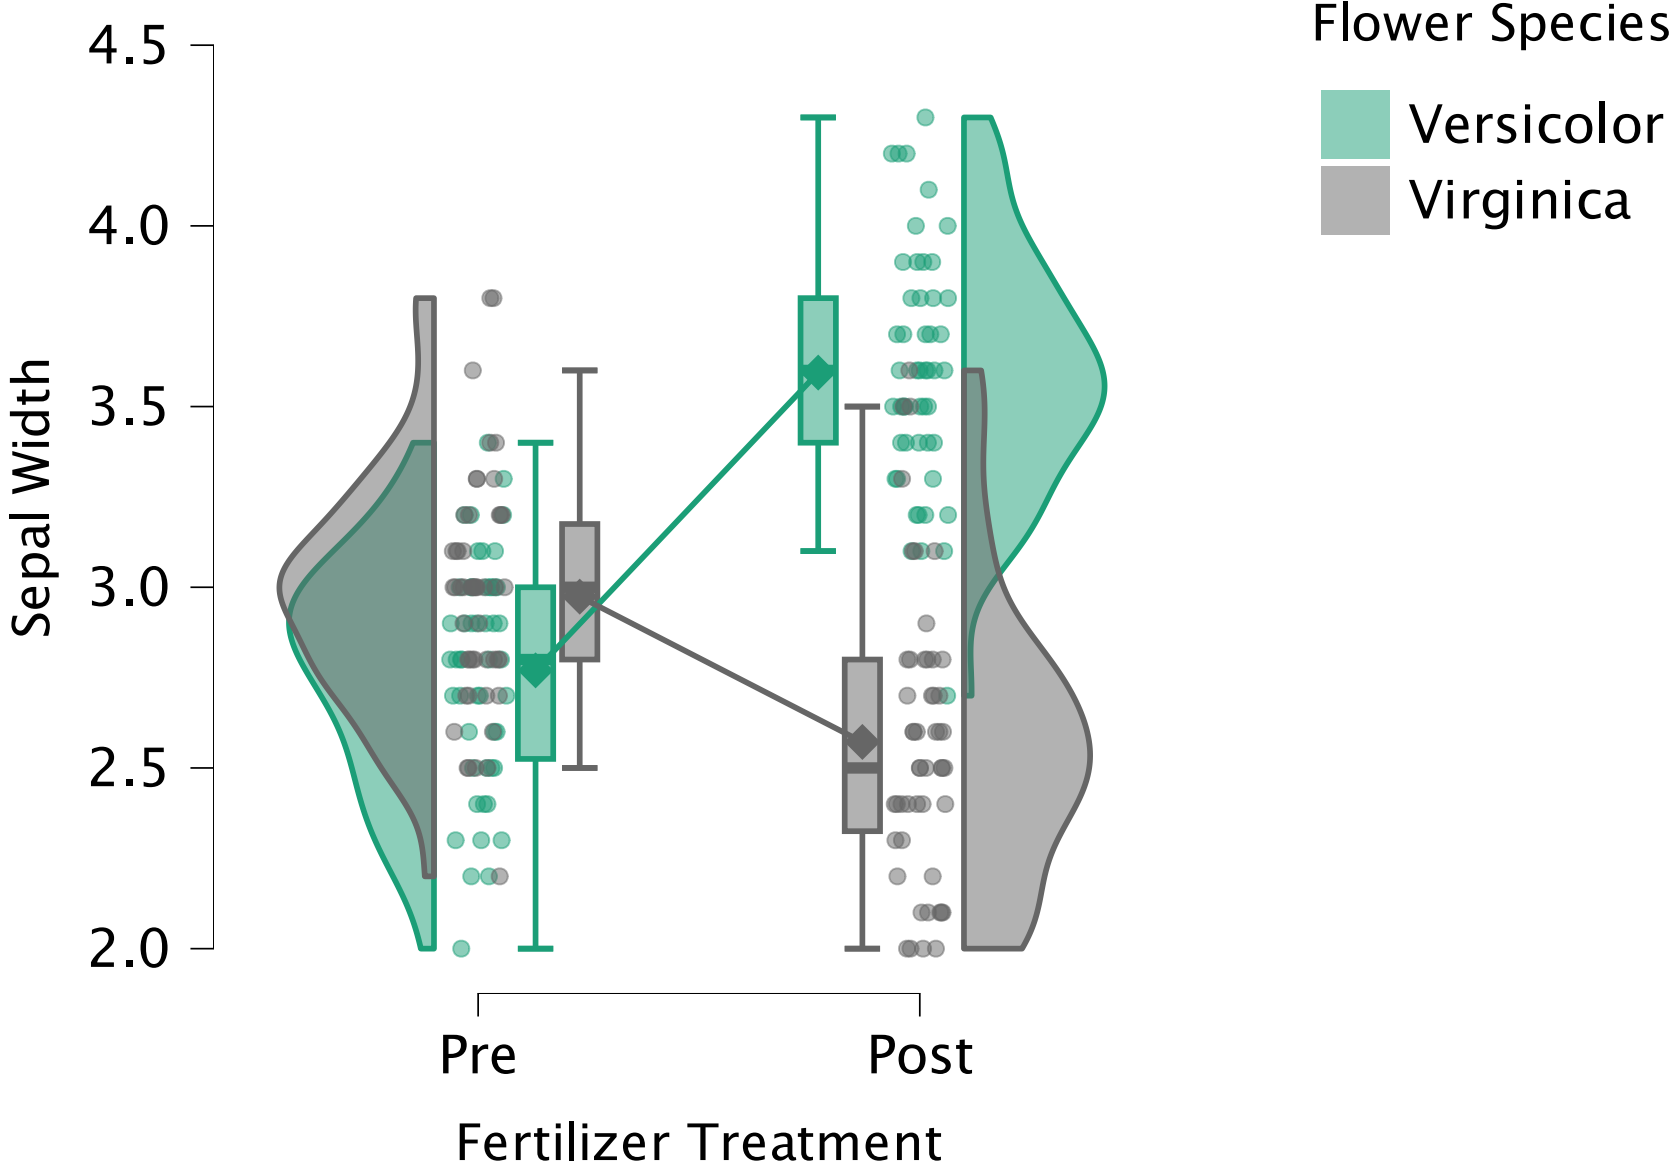 Flower Species
Versicolor
Virginica
Sepal Width
4.5
4.0
3.5
3.0
2.5
2.0
Pre
Post
Fertilizer Treatment